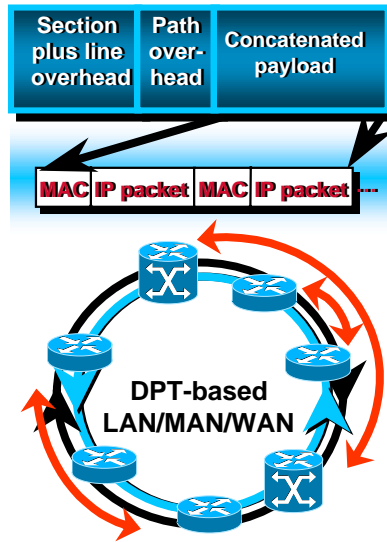 Section
plus line
overhead
Path
over-
head
Concatenated
payload
MAC IP packet MAC IP packet
DPT-based
LAN/MAN/WAN